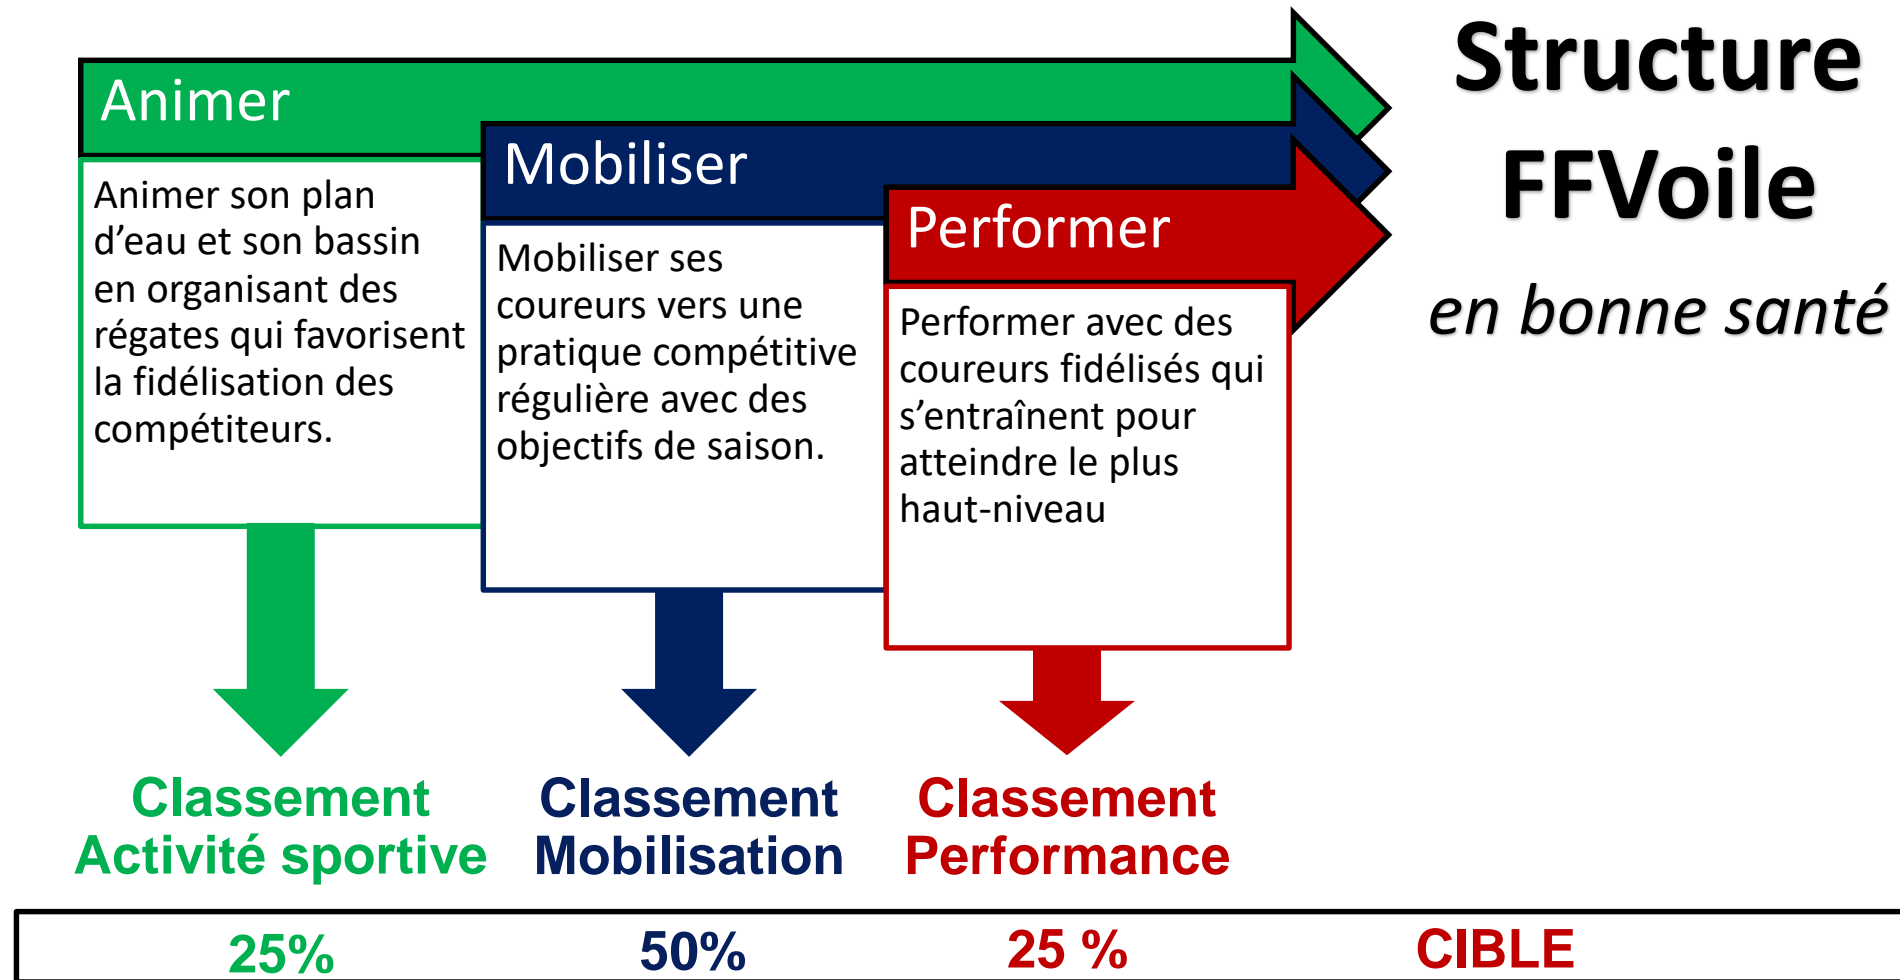 Structure
FFVoile
en bonne santé
Animer
Animer son plan
d’eau et son bassin
en organisant des
régates qui favorisent
la fidélisation des
compétiteurs.
Mobiliser
Mobiliser ses
coureurs vers une
pratique compétitive
régulière avec des
objectifs de saison.
Performer
Performer avec des
coureurs fidélisés qui
s’entraînent pour
atteindre le plus
haut-niveau
Classement
Activité sportive
Classement
Mobilisation
Classement
Performance
25% 50% 25 % CIBLE